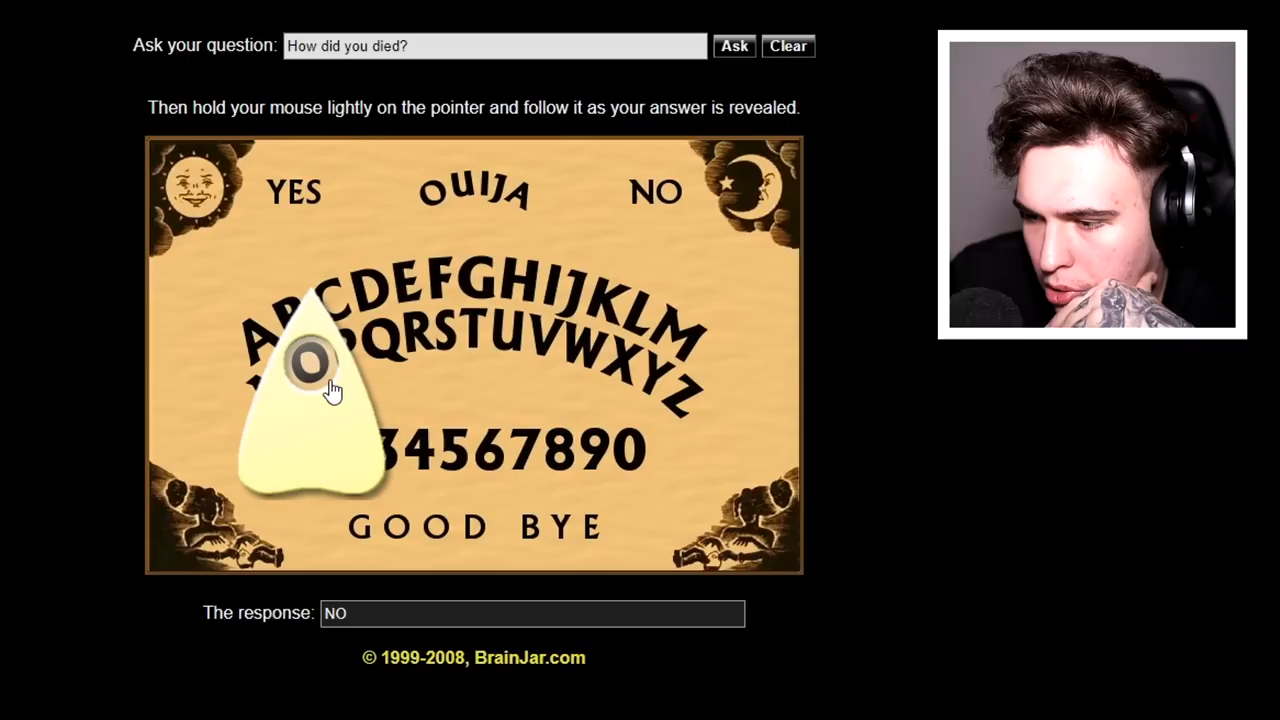 Ask your question: How did you died? Ask Clear
Then hold your mouse lightly on the pointer and follow it as your answer is revealed.
YES OUIJA NO
ABCDEFGHIJKLM
OPQRSTUVWXYZ
34567890
GOOD BYE
The response: NO
© 1999-2008, BrainJar.com